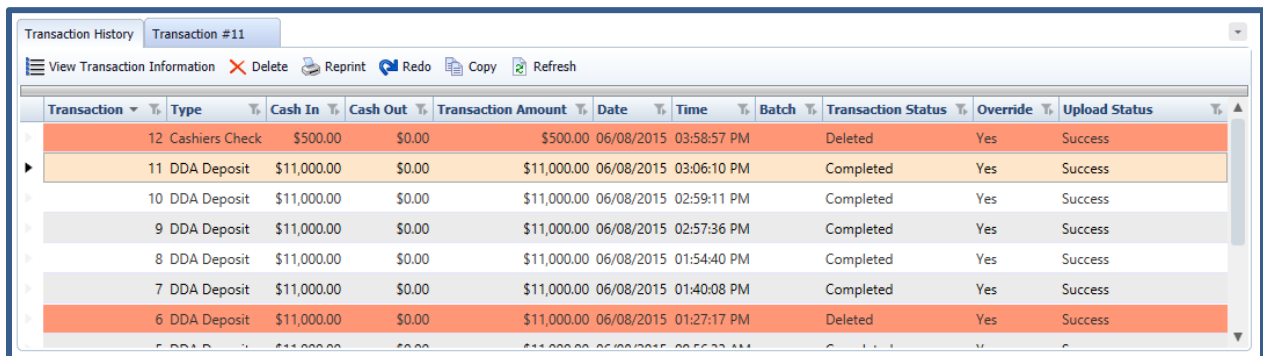 Transaction History Transaction #11
View Transaction Information Delete Reprint Redo Copy Refresh
Transaction Type Cash In Cash Out Transaction Amount Date Time Batch Transaction Status Override Upload Status
12 Cashiers Check $500.00 $0.00 $500.00 06/08/2015 03:58:57 PM Deleted Yes Success
11 DDA Deposit $11,000.00 $0.00 $11,000.00 06/08/2015 03:06:10 PM Completed Yes Success
10 DDA Deposit $11,000.00 $0.00 $11,000.00 06/08/2015 02:59:11 PM Completed Yes Success
9 DDA Deposit $11,000.00 $0.00 $11,000.00 06/08/2015 02:57:36 PM Completed Yes Success
8 DDA Deposit $11,000.00 $0.00 $11,000.00 06/08/2015 01:54:40 PM Completed Yes Success
7 DDA Deposit $11,000.00 $0.00 $11,000.00 06/08/2015 01:40:08 PM Completed Yes Success
6 DDA Deposit $11,000.00 $0.00 $11,000.00 06/08/2015 01:27:17 PM Deleted Yes Success